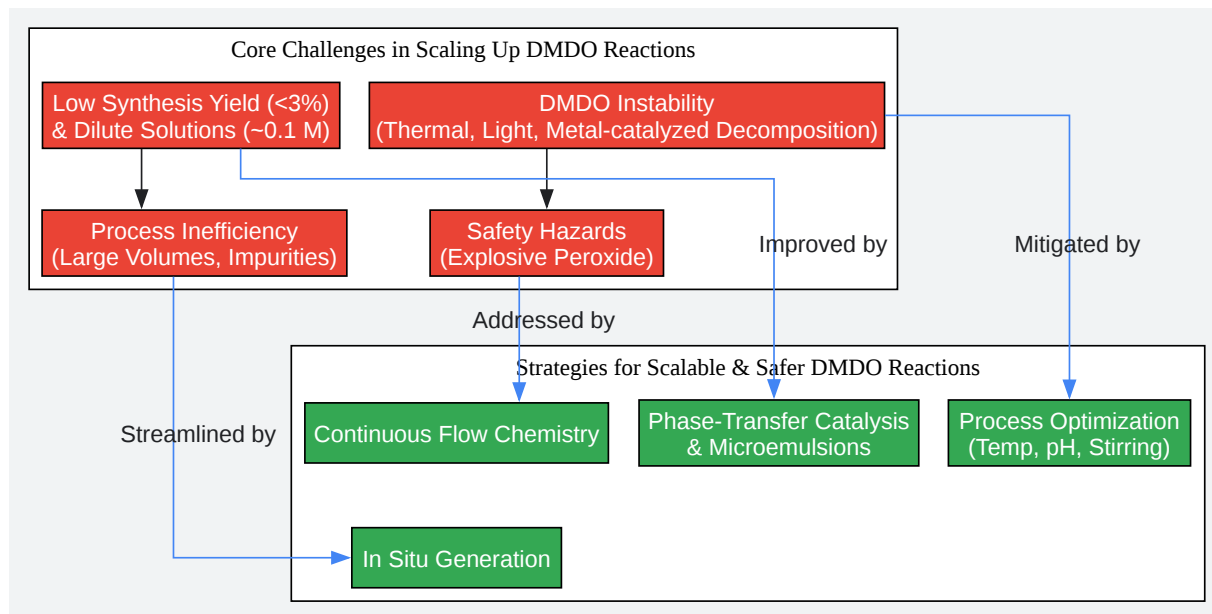 Core Challenges in Scaling Up DMDO Reactions
Low Synthesis Yield (<3%)
& Dilute Solutions (~0.1 M)
DMDO Instability
(Thermal, Light, Metal-catalyzed Decomposition)
Process Inefficiency
(Large Volumes, Impurities)
Safety Hazards
(Explosive Peroxide)
Improved by
Mitigated by
Addressed by
Strategies for Scalable & Safer DMDO Reactions
Streamlined by
Continuous Flow Chemistry
Phase-Transfer Catalysis
& Microemulsions
Process Optimization
(Temp, pH, Stirring)
In Situ Generation